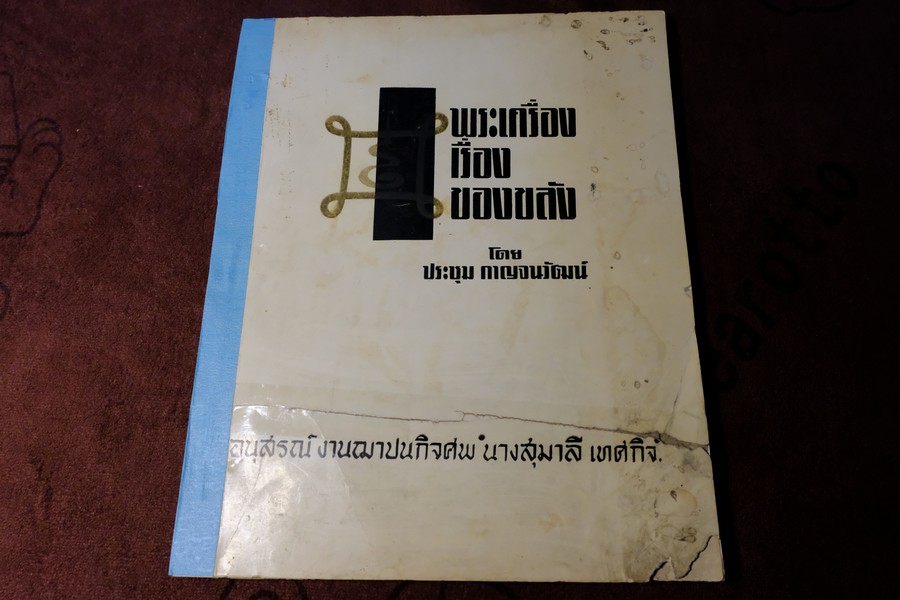 พระเครื่อง
เรื่อง
ของขลัง
โดย
ประชุม กาญจนวัฒน์
อนุสรณ์งานฌาปนกิจศพ นางสุมาลี เทศกิจ.
carotto